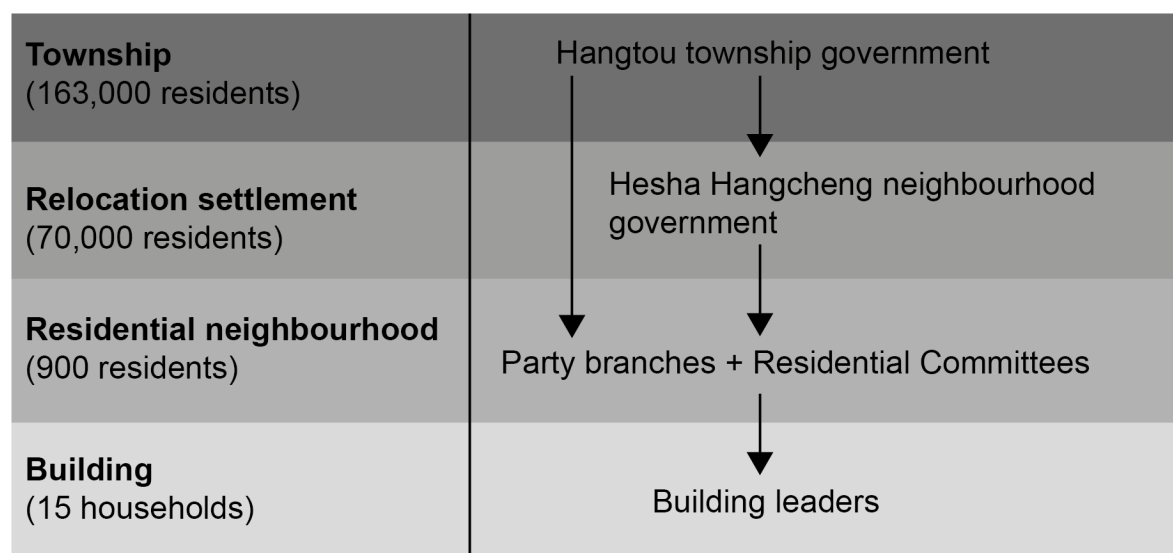 Township
(163,000 residents)
Hangtou township government
Relocation settlement
(70,000 residents)
Hesha Hangcheng neighbourhood
government
Residential neighbourhood
(900 residents)
Party branches + Residential Committees
Building
(15 households)
Building leaders